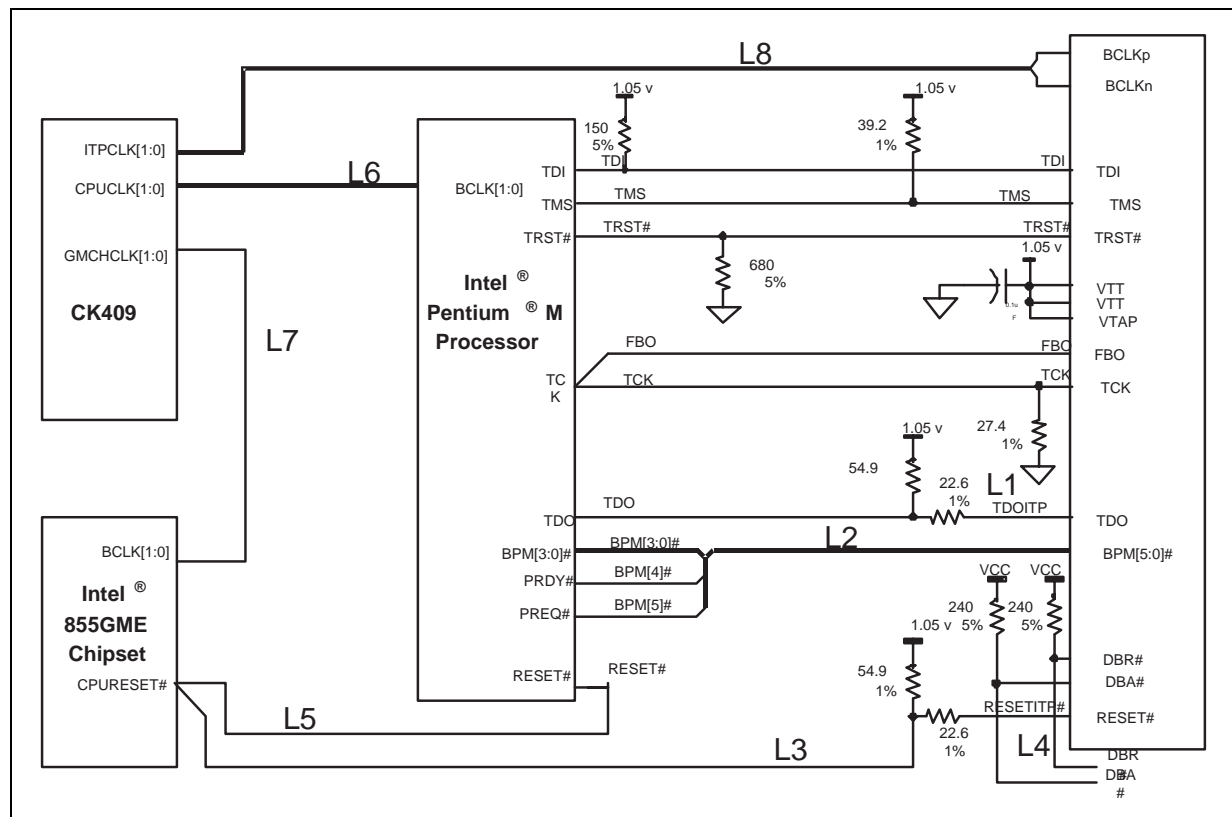 L8
BCLKp
BCLKn
1.05 v
1.05 v
150
5%
39.2
1%
ITPCLK[1:0]
CPUCLK[1:0]
GMCHCLK[1:0]
CK409
L6
L7
BCLK[1:0]
TDI
TDI
TDI
TDI
TMS
TMS
TMS
TMS
TRST#
TRST#
TRST#
TRST#
680
5%
1.05 v
Intel ®
Pentium ® M
Processor
0.1u
F
VTT
VTT
VTAP
FBO
FBO
FBO
TC
K
TCK
TCK
TCK
27.4
1%
1.05 v
54.9
22.6
1%
L1
TDO
TDO
TDOITP
TDO
BCLK[1:0]
Intel ®
855GME
Chipset
CPURESET#
BPM[3:0]#
BPM[3:0]#
L2
BPM[5:0]#
PRDY#
BPM[4]#
PREQ#
BPM[5]#
VCC
VCC
240
5%
240
5%
1.05 v
54.9
1%
DBR#
DBA#
RESET#
RESET#
RESETITP#
RESET#
22.6
1%
L5
L3
L4
DBR
#
DBA
#